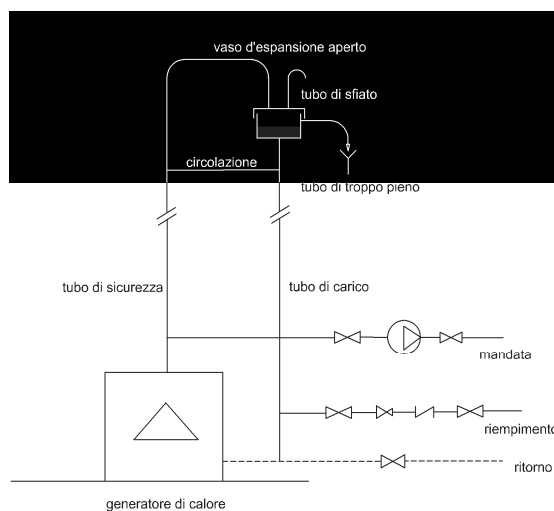 vaso d'espansione aperto
tubo di sfiato
circolazione
tubo di troppo pieno
tubo di sicurezza
tubo di carico
mandata
riempimento
ritorno
generatore di calore